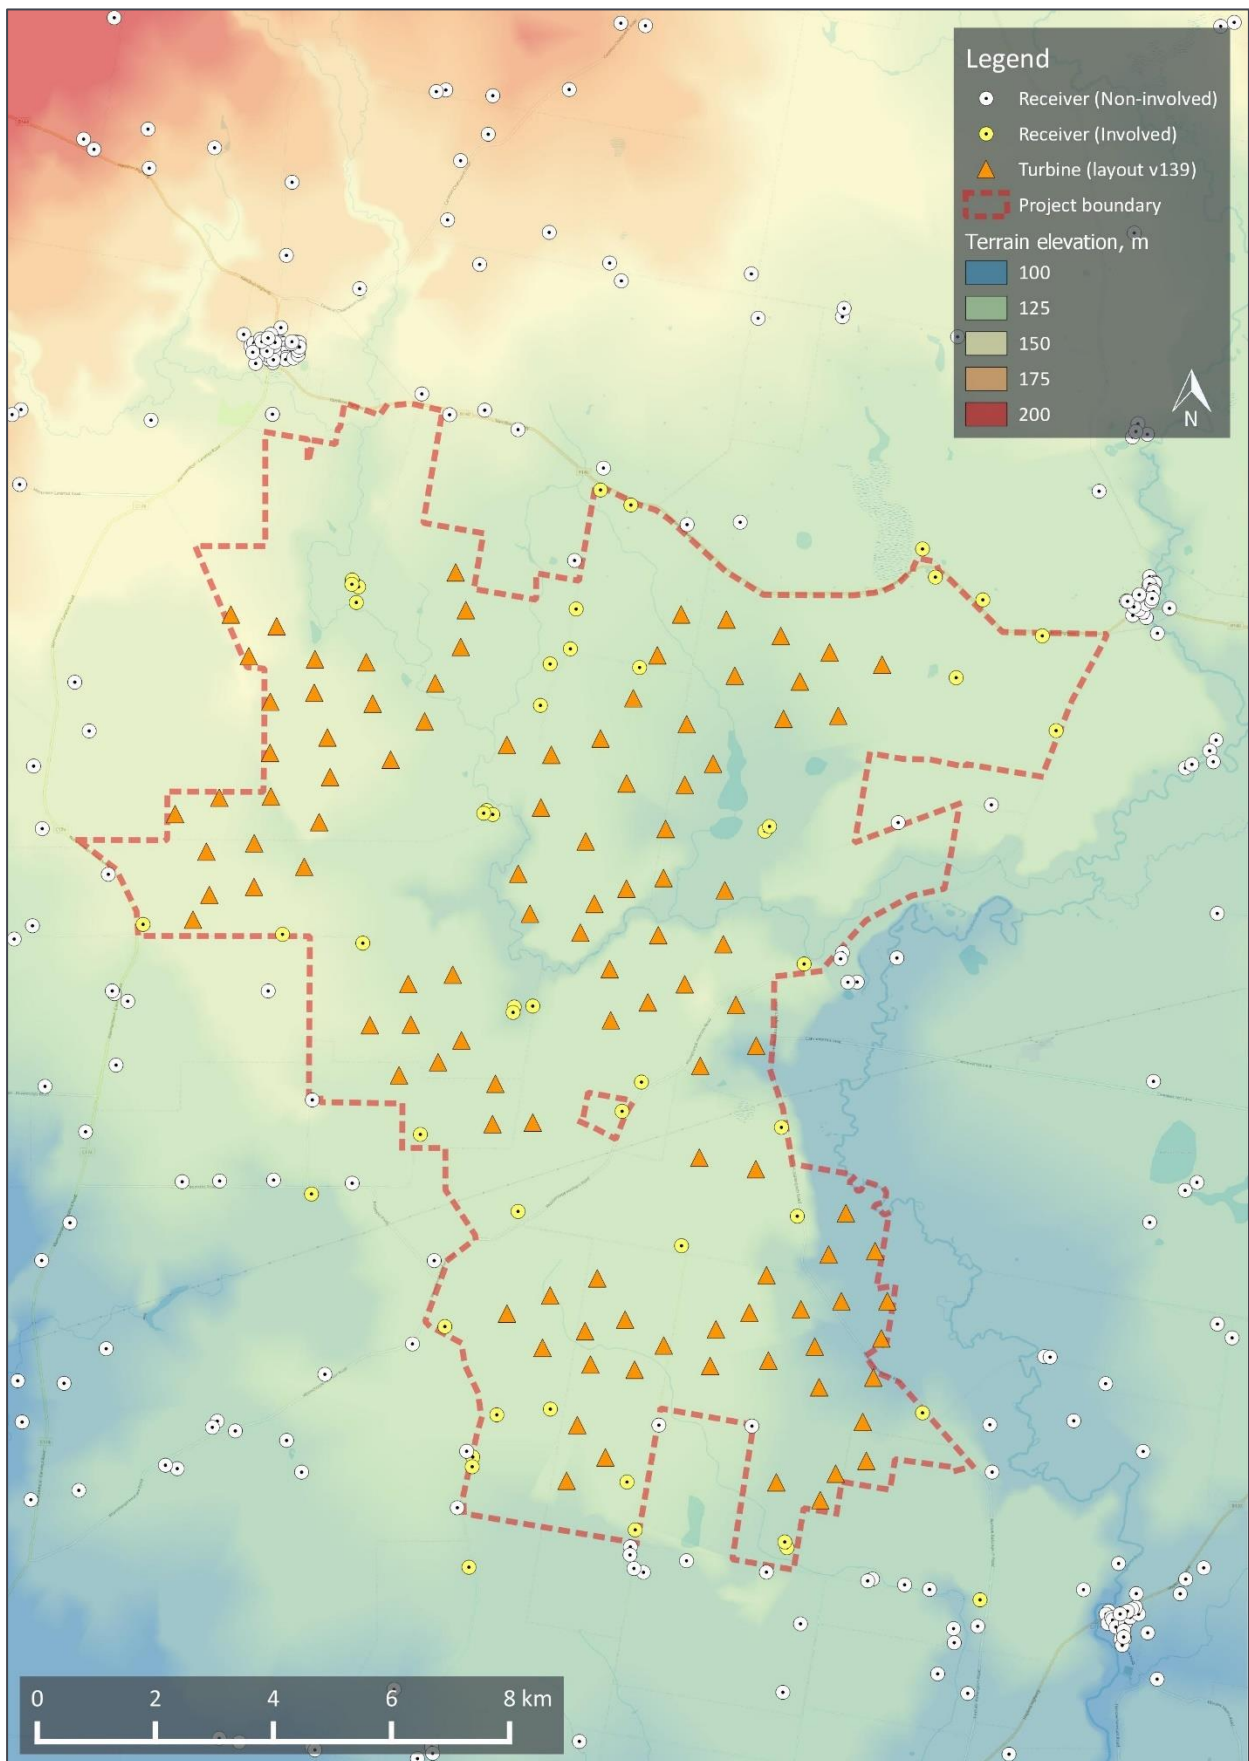 Legend
Receiver (Non-involved)
Receiver (Involved)
Turbine (layout v139)
Project boundary
Terrain elevation, m
100
125
150
175
200
N
0 2 4 6 8 km